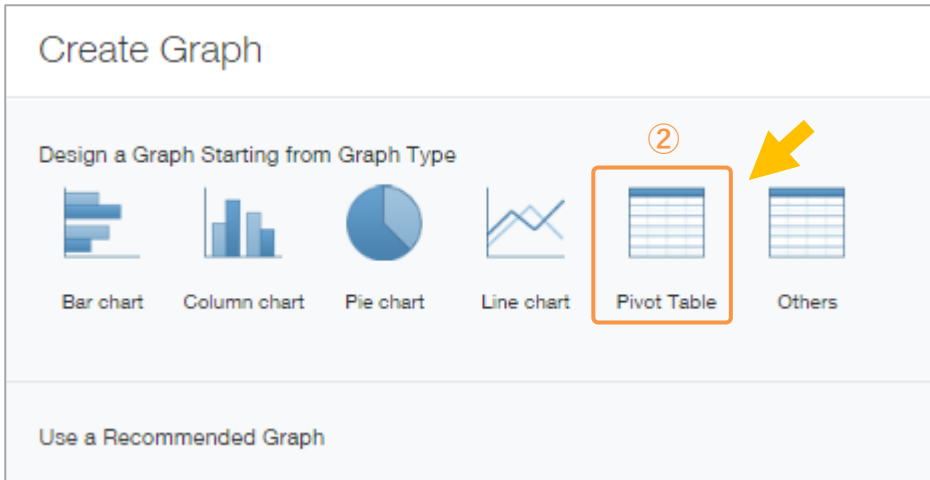 Create Graph
②
Design a Graph Starting from Graph Type
Bar chart Column chart Pie chart Line chart Pivot Table Others
Use a Recommended Graph